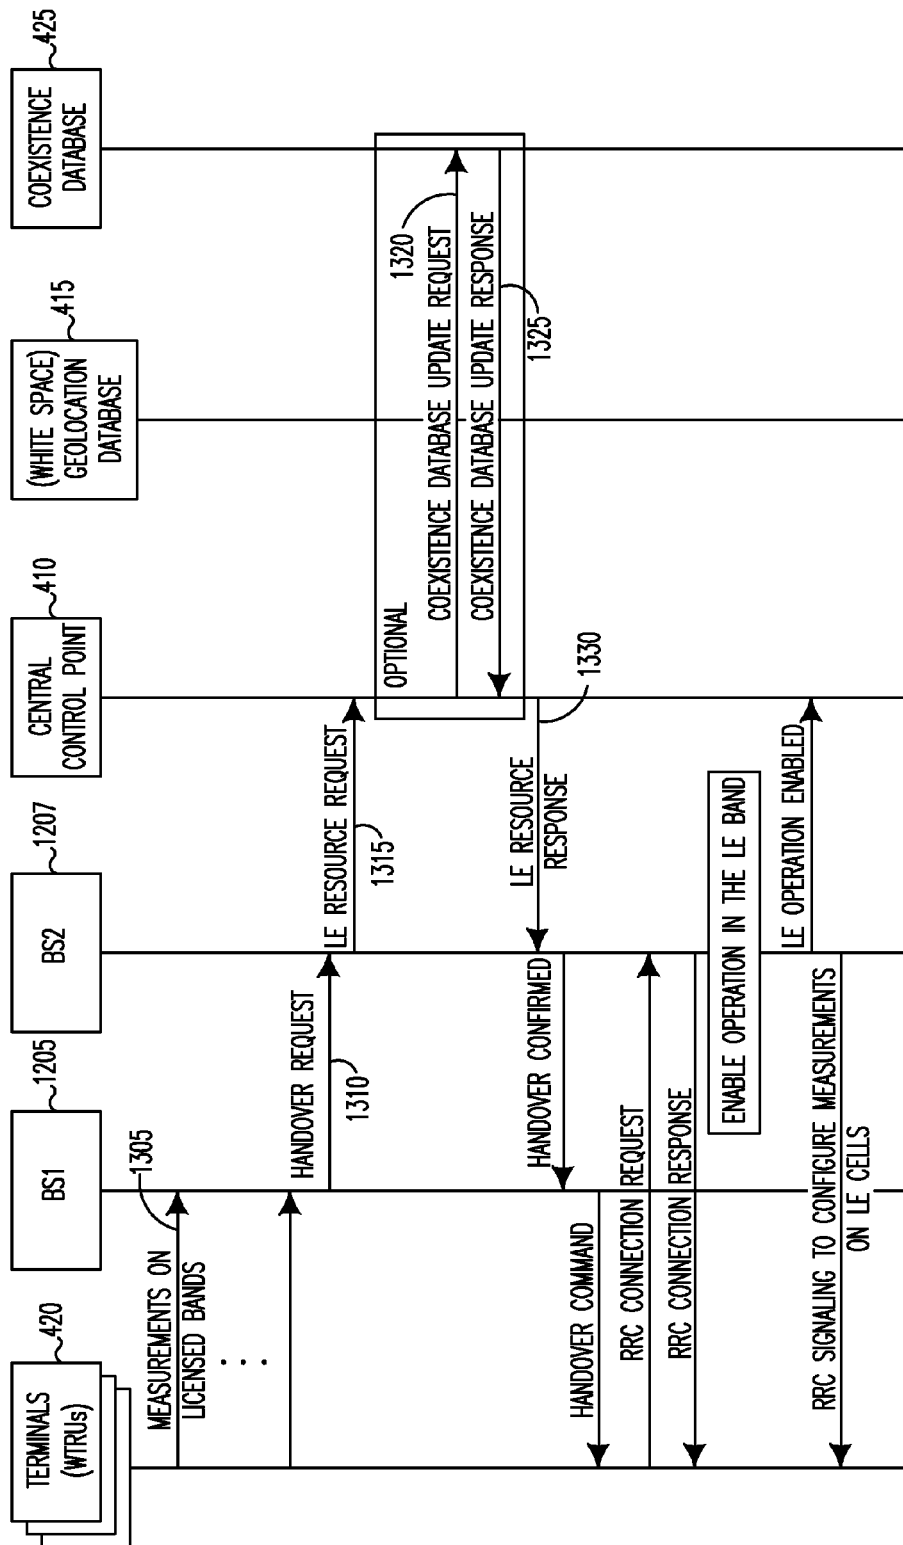 TERMINALS
(WTRUs)
420
BS1
1205
BS2
1207
CENTRAL
CONTROL POINT
410
(WHITE SPACE)
GEOLOCATION
DATABASE
415
COEXISTENCE
DATABASE
425
MEASUREMENTS ON
LICENSED BANDS
1305
. . .
HANDOVER REQUEST
1310
LE RESOURCE REQUEST
1315
OPTIONAL
COEXISTENCE DATABASE UPDATE REQUEST
1320
COEXISTENCE DATABASE UPDATE RESPONSE
1325
LE RESOURCE
RESPONSE
1330
HANDOVER CONFIRMED
HANDOVER COMMAND
RRC CONNECTION REQUEST
RRC CONNECTION RESPONSE
ENABLE OPERATION IN THE LE BAND
LE OPERATION ENABLED
RRC SIGNALING TO CONFIGURE MEASUREMENTS
ON LE CELLS